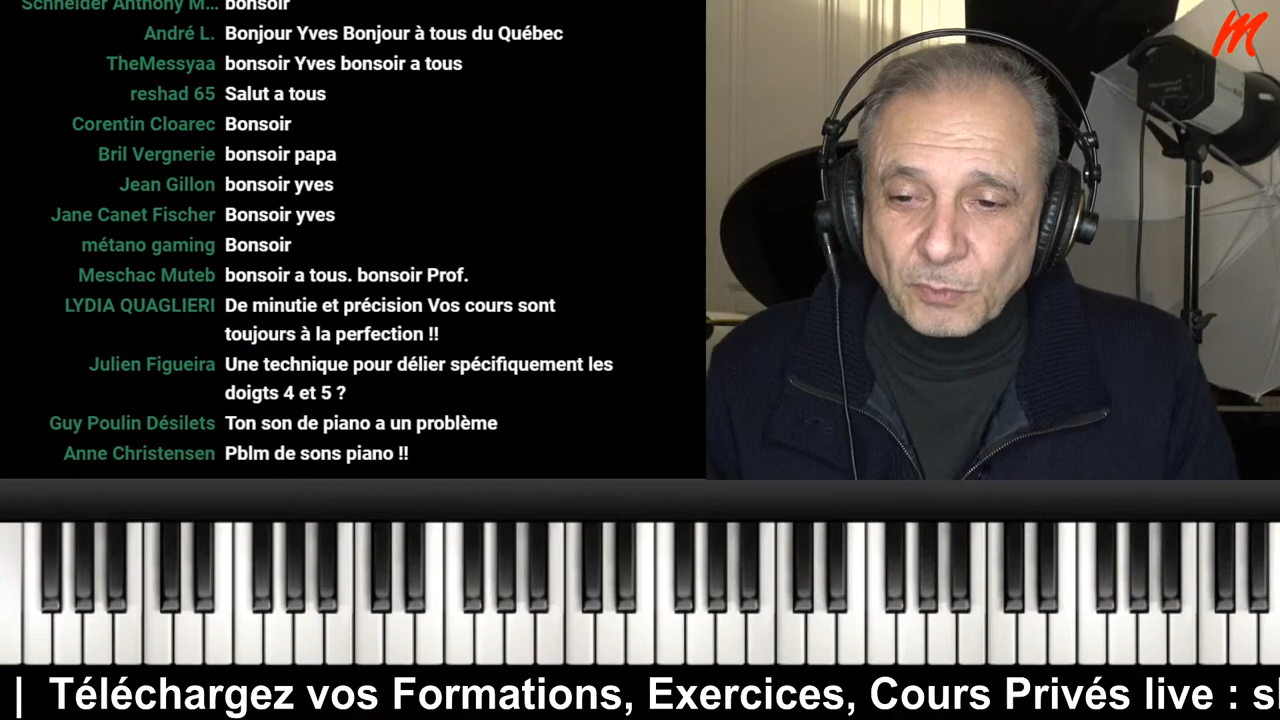 Schneider Anthony M... bonsoir
André L. Bonjour Yves Bonjour à tous du Québec
TheMessyaa bonsoir Yves bonsoir a tous
reshad 65 Salut a tous
Corentin Cloarec Bonsoir
Bril Vergnerie bonsoir papa
Jean Gillon bonsoir yves
Jane Canet Fischer Bonsoir yves
métano gaming Bonsoir
Meschac Muteb bonsoir a tous. bonsoir Prof.
LYDIA QUAGLIERI De minutie et précision Vos cours sont
toujours à la perfection !!
Julien Figueira Une technique pour délier spécifiquement les
doigts 4 et 5 ?
Guy Poulin Désilets Ton son de piano a un problème
Anne Christensen Pblm de sons piano !!
M
| Téléchargez vos Formations, Exercices, Cours Privés live :